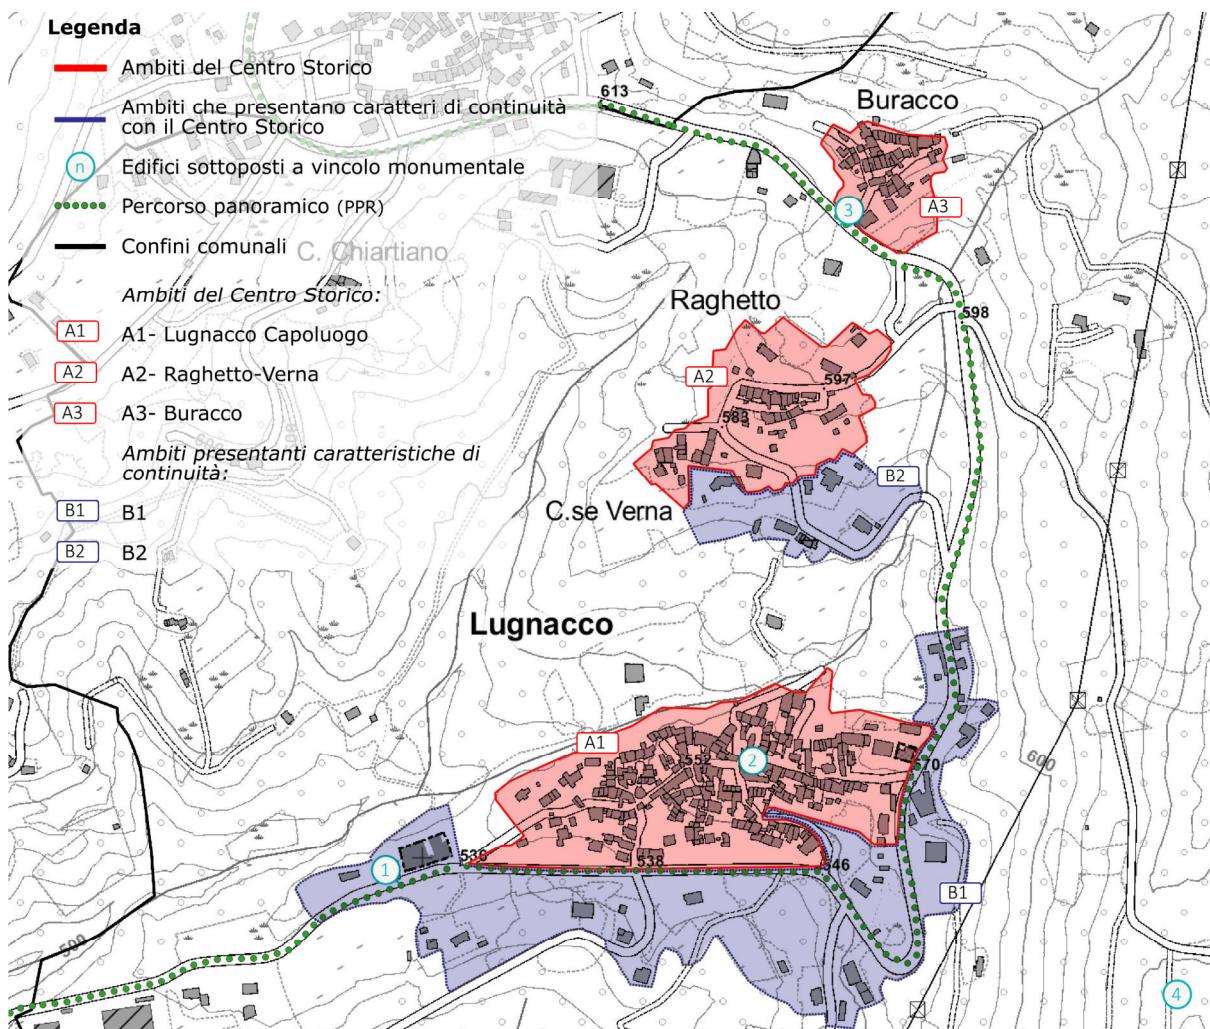 Legenda
Ambiti del Centro Storico
Ambiti che presentano caratteri di continuità
con il Centro Storico
n
Edifici sottoposti a vincolo monumentale
Percorso panoramico (PPR)
Confini comunali
C. Chiartiano
Ambiti del Centro Storico:
A1
A1- Lugnacco Capoluogo
A2
A2- Raghetto-Verna
A3
A3- Buracco
Ambiti presentanti caratteristiche di
continuità:
B1
B1
B2
B2
632
613
Buracco
3
A3
598
Raghetto
A2
597
583
B2
C.se Verna
Lugnacco
A1
552
2
570
600
536
538
546
1
B1
500
4